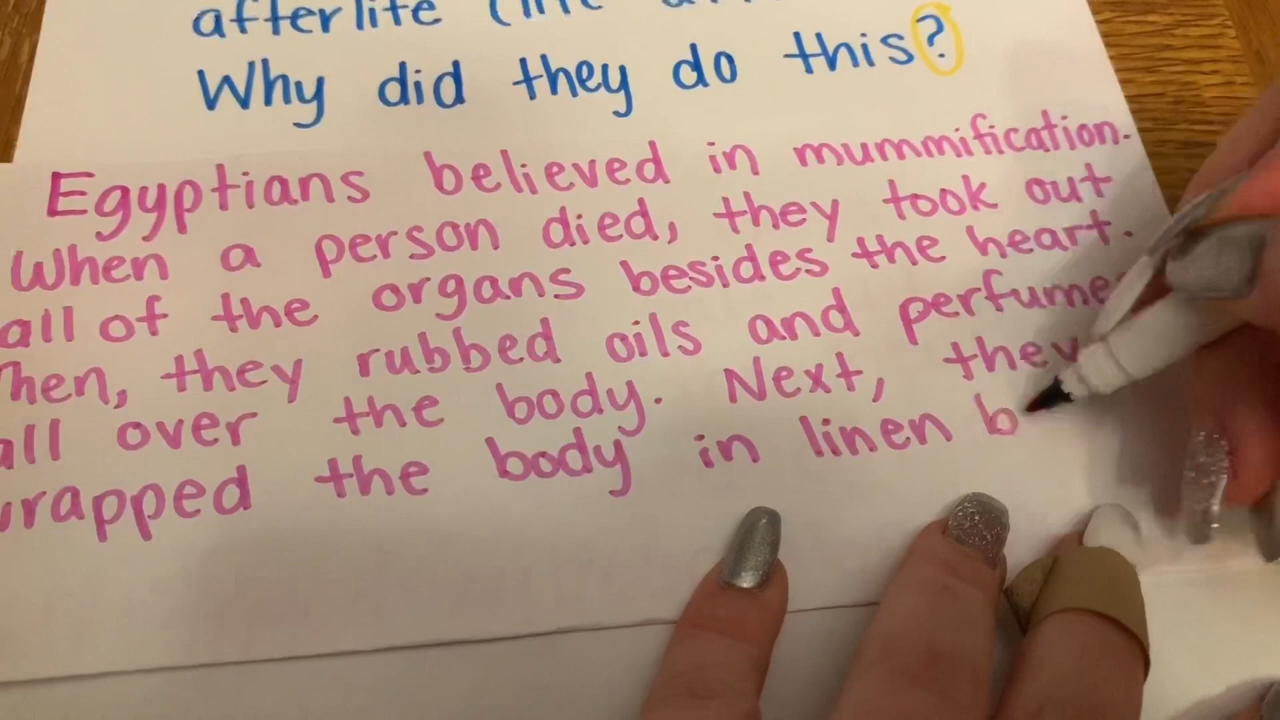 afterlife
Why did they do this?
Egyptians believed in mummification.
When a person died, they took out
all of the organs besides the heart.
Then, they rubbed oils and perfume
all over the body. Next, they
wrapped the body in linen b